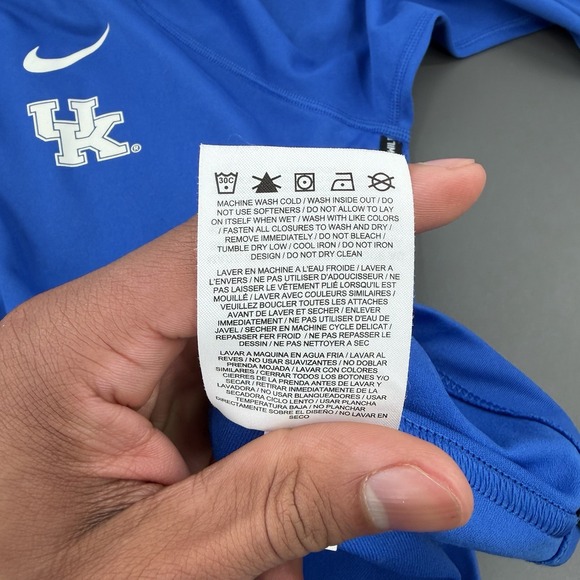 UK®
30C
MACHINE WASH COLD / WASH INSIDE OUT / DO
NOT USE SOFTENERS / DO NOT ALLOW TO LAY
ON ITSELF WHEN WET / WASH WITH LIKE COLORS
/ FASTEN ALL CLOSURES TO WASH AND DRY /
REMOVE IMMEDIATELY / DO NOT BLEACH /
TUMBLE DRY LOW / COOL IRON / DO NOT IRON
DESIGN / DO NOT DRY CLEAN
LAVER EN MACHINE A L'EAU FROIDE / LAVER A
L'ENVERS / NE PAS UTILISER D'ADOUCISSEUR / NE
PAS LAISSER LE VÊTEMENT PLIÉ LORSQU'IL EST
MOUILLÉ / LAVER AVEC COULEURS SIMILAIRES /
VEUILLEZ BOUCLER TOUTES LES ATTACHES
AVANT DE LAVER ET SECHER / ENLEVER
IMMEDIATEMENT / NE PAS UTILISER D'EAU DE
JAVEL / SECHER EN MACHINE CYCLE DELICAT /
REPASSER FER FROID / NE PAS REPASSER LE
DESSIN / NE PAS NETTOYER A SEC
LAVAR A MAQUINA EN AGUA FRIA / LAVAR AL
REVES / NO USAR SUAVIZANTES / NO DOBLAR
PRENDA MOJADA / LAVAR CON COLORES
SIMILARES / CERRAR TODOS LOS BOTONES Y/O
CIERRES DE LA PRENDA ANTES DE LAVAR Y
SECAR / RETIRAR INMEDIATAMENTE DE LA
LAVADORA / NO USAR BLANQUEADORES / USAR
SECADORA CICLO LENTO / USAR PLANCHA
TEMPERATURA BAJA / NO PLANCHAR
DIRECTAMENTE SOBRE EL DISEÑO / NO LAVAR EN
SECO